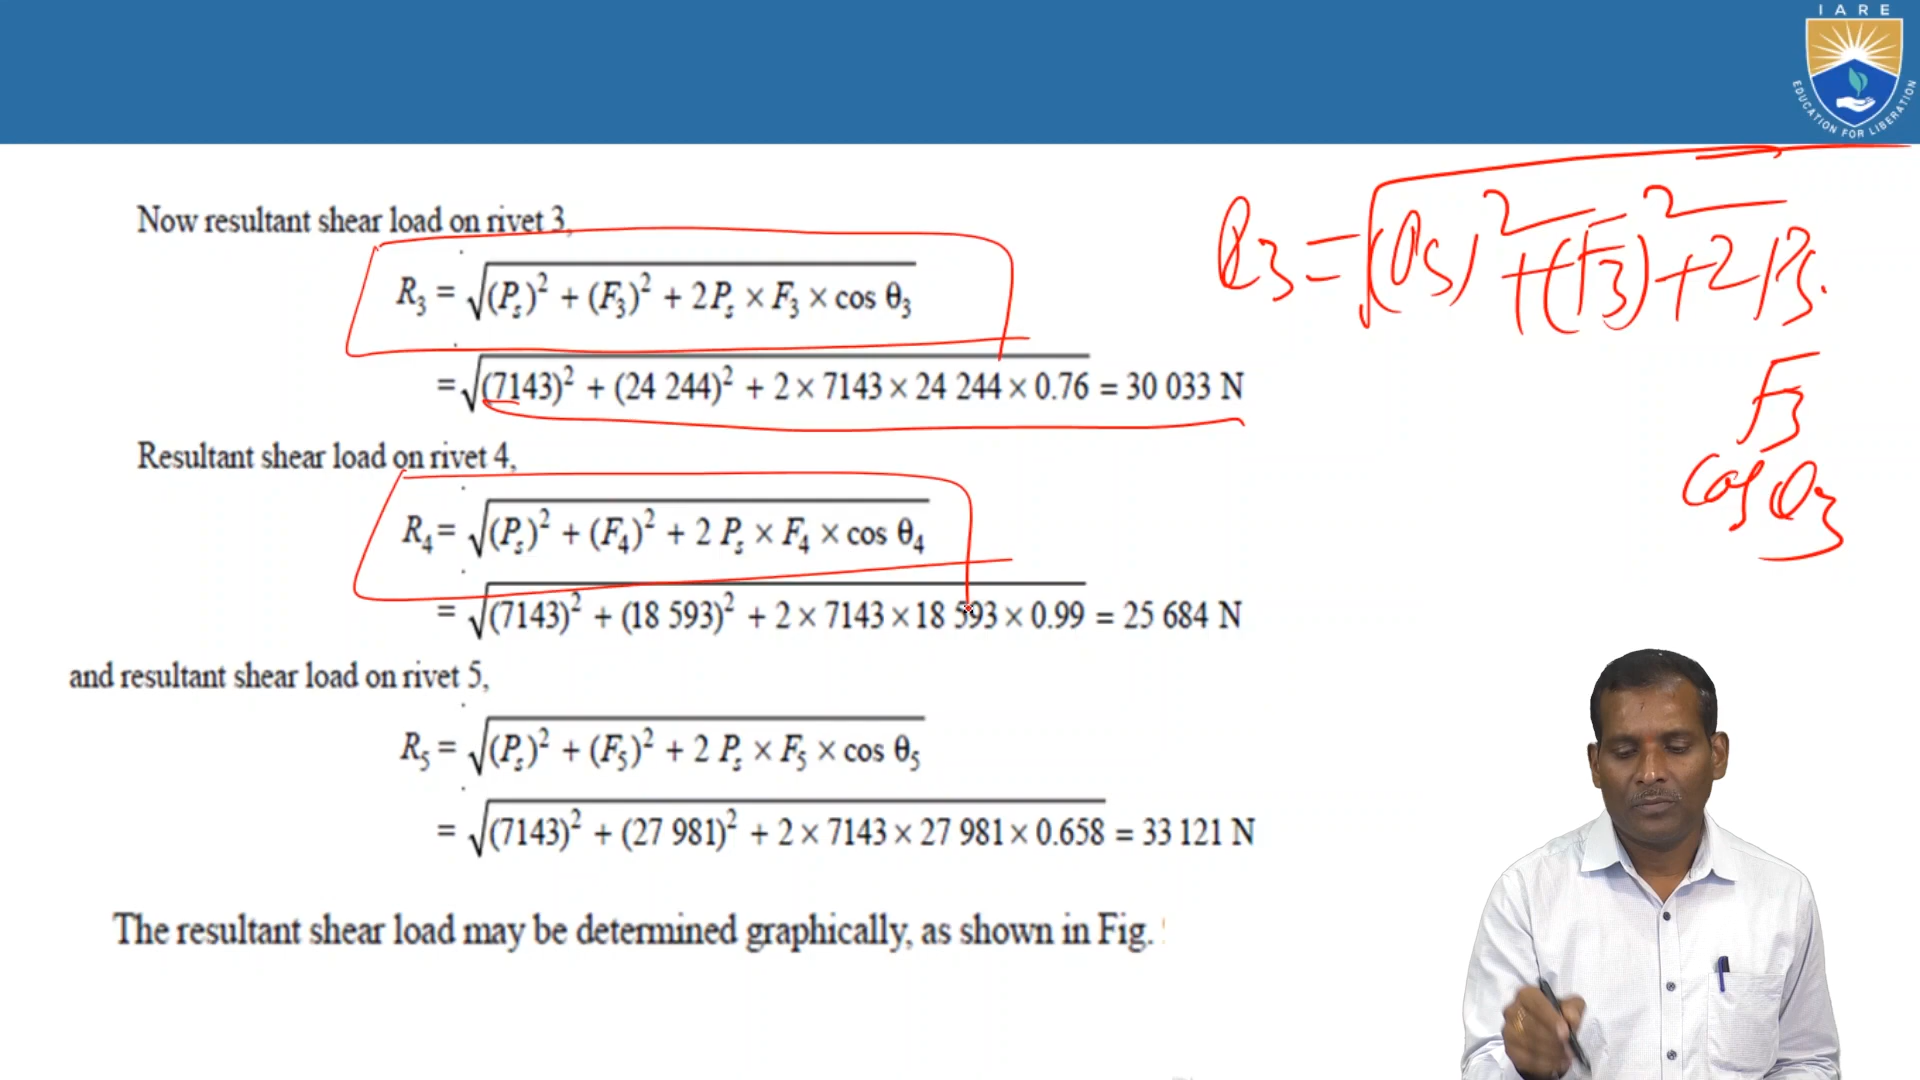 IARE
EDUCATION FOR LIBERATION
Now resultant shear load on rivet 3,
R₃ = √(Pₛ)² + (F₃)² + 2Pₛ × F₃ × cos θ₃
= √(7143)² + (24 244)² + 2 × 7143 × 24 244 × 0.76 = 30 033 N
Resultant shear load on rivet 4,
R₄ = √(Pₛ)² + (F₄)² + 2 Pₛ × F₄ × cos θ₄
= √(7143)² + (18 593)² + 2 × 7143 × 18 593 × 0.99 = 25 684 N
and resultant shear load on rivet 5,
R₅ = √(Pₛ)² + (F₅)² + 2 Pₛ × F₅ × cos θ₅
= √(7143)² + (27 981)² + 2 × 7143 × 27 981 × 0.658 = 33 121 N
The resultant shear load may be determined graphically, as shown in Fig.
R3 = √(Ps)² + (F3)² + 2 Ps.
F3
Cos θ3